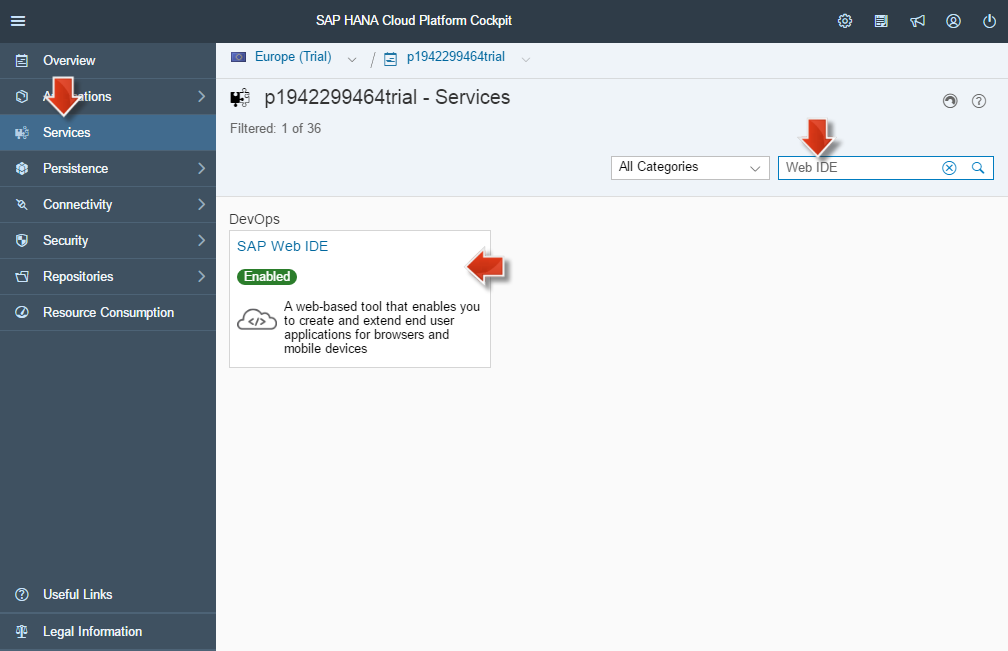 SAP HANA Cloud Platform Cockpit
Overview
Services
Persistence
Connectivity
Security
Repositories
Resource Consumption
Useful Links
Legal Information
Europe (Trial) / p1942299464trial
p1942299464trial - Services
Filtered: 1 of 36
All Categories
Web IDE
DevOps
SAP Web IDE
Enabled
</>
A web-based tool that enables you
to create and extend end user
applications for browsers and
mobile devices